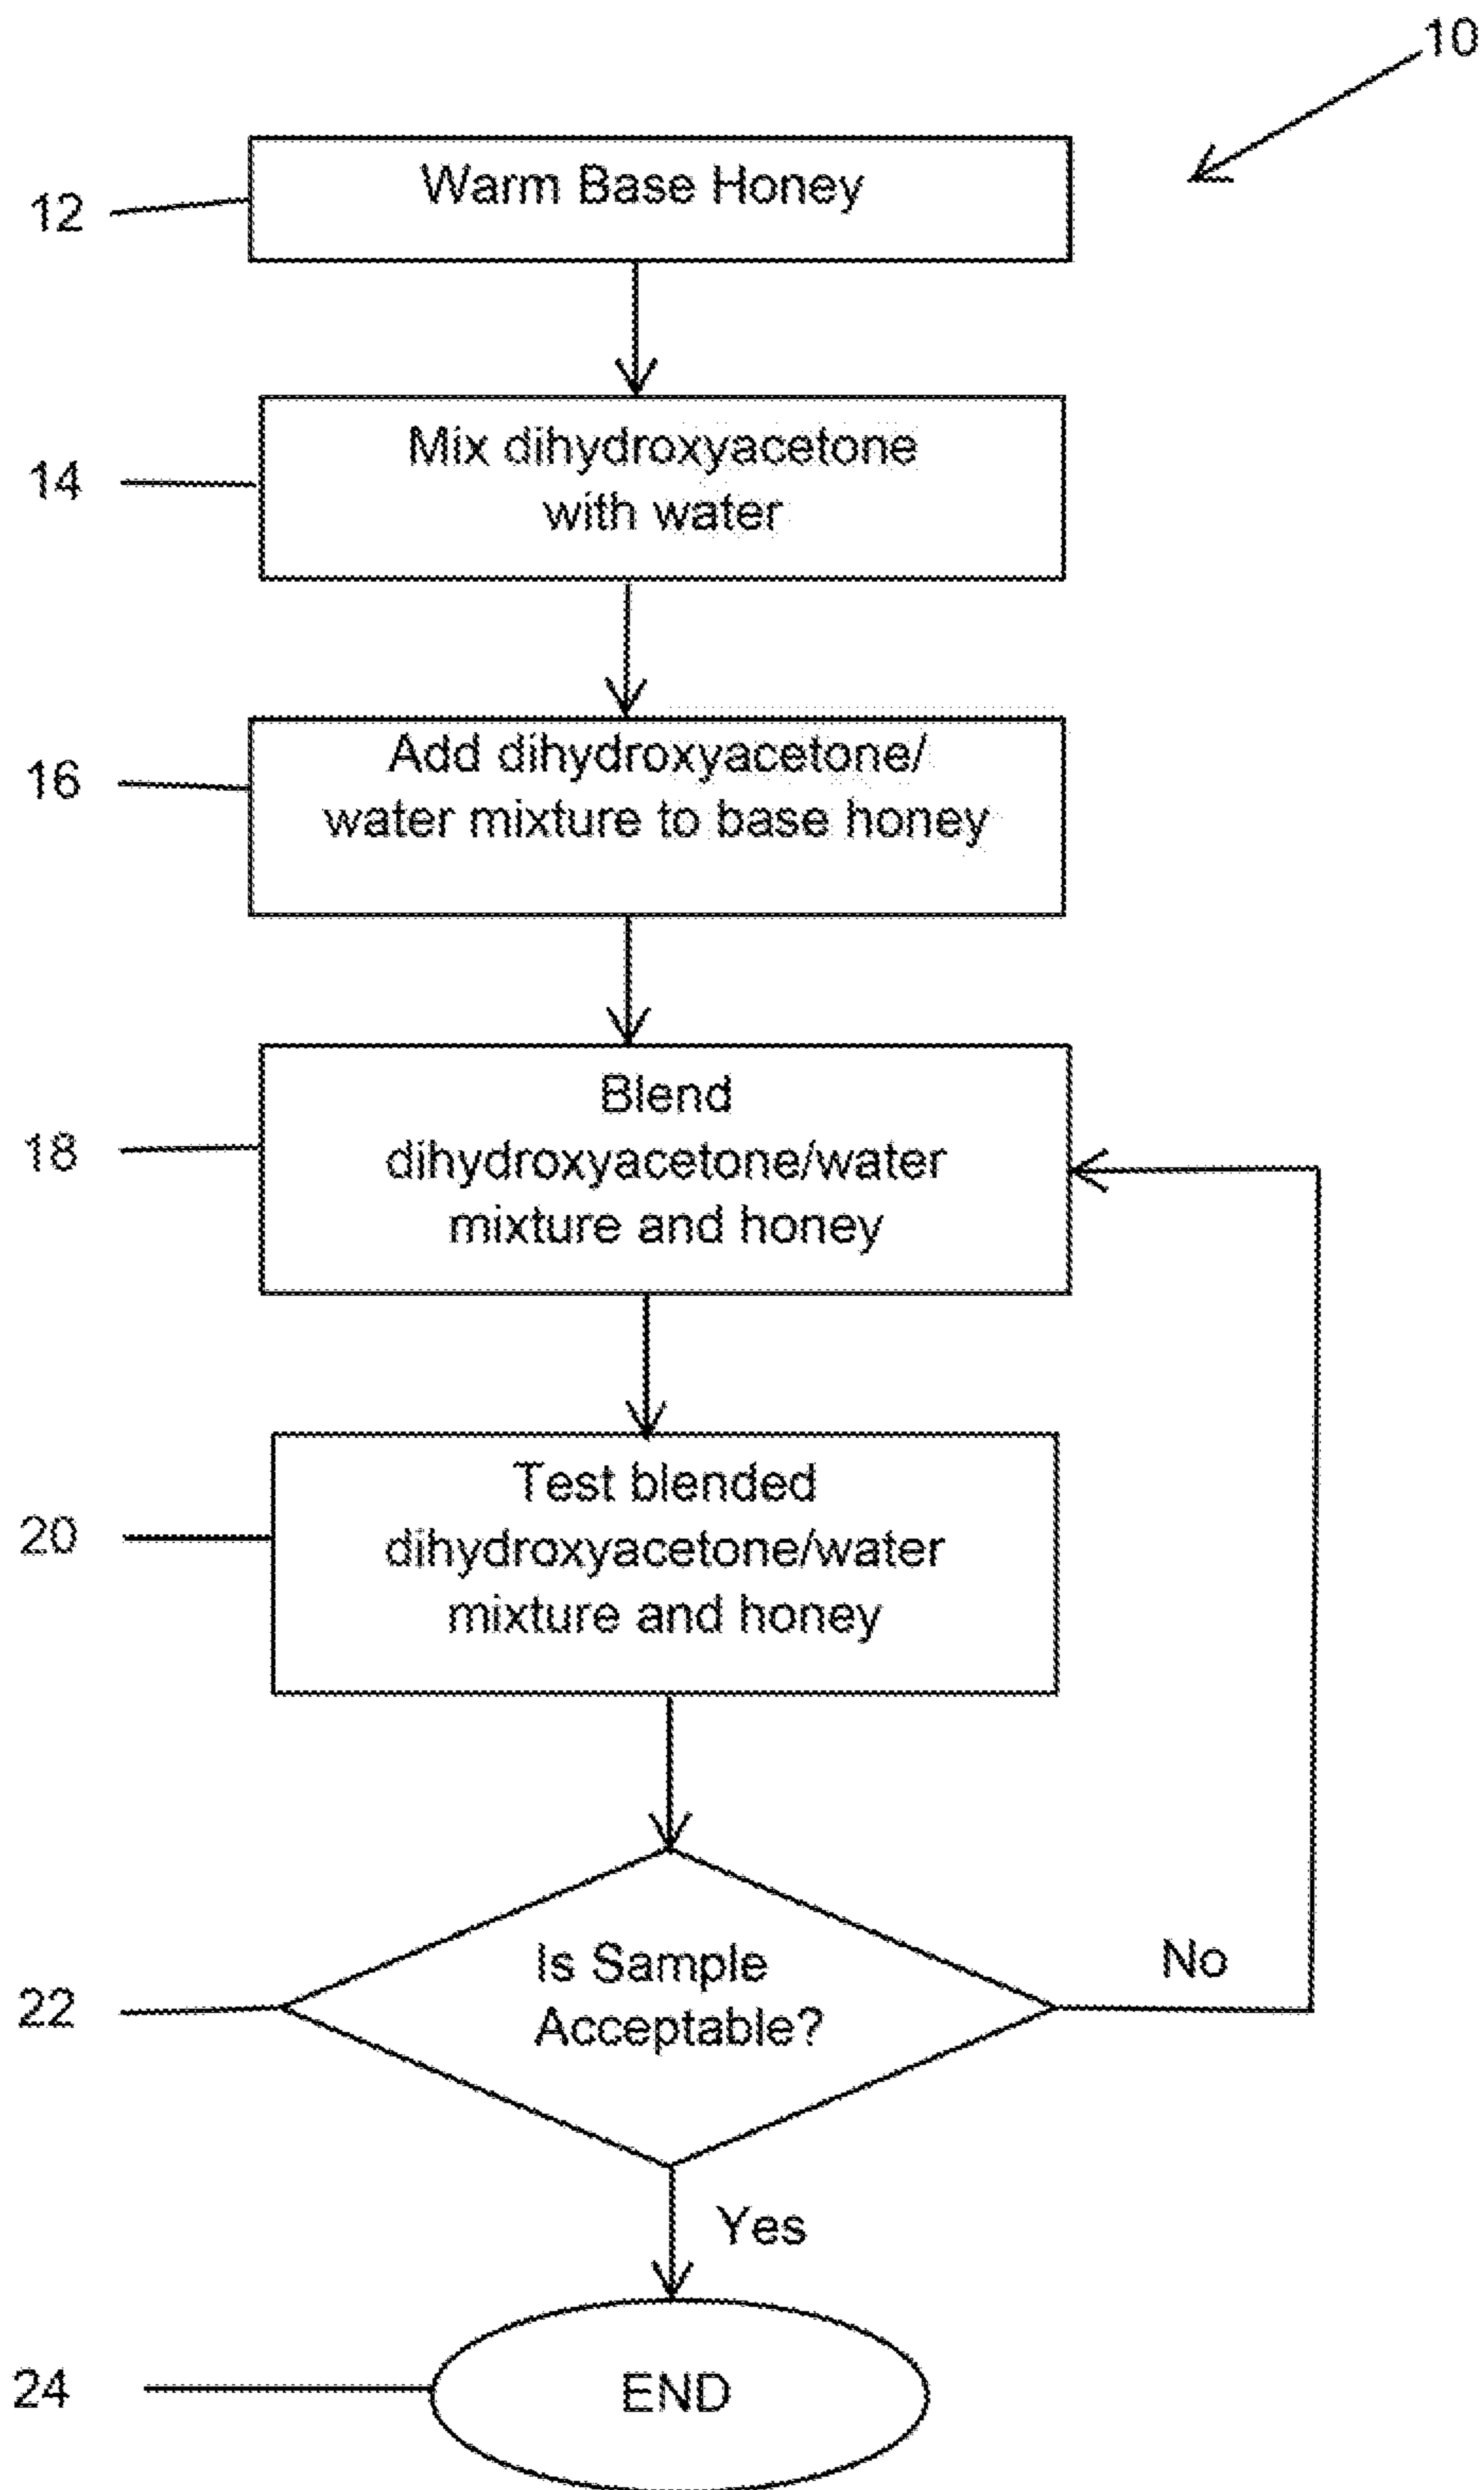 10
12
Warm Base Honey
14
Mix dihydroxyacetone
with water
16
Add dihydroxyacetone/
water mixture to base honey
18
Blend
dihydroxyacetone/water
mixture and honey
20
Test blended
dihydroxyacetone/water
mixture and honey
22
Is Sample
Acceptable?
No
Yes
24
END